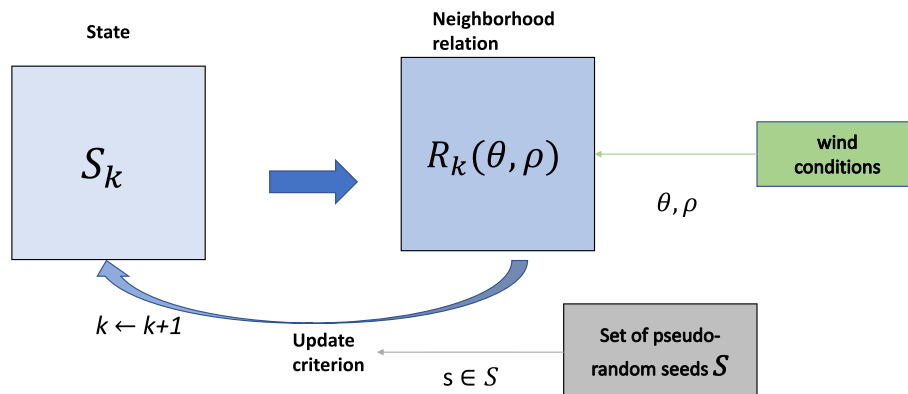 State
Neighborhood
relation
S_k
R_k(θ, ρ)
wind
conditions
θ, ρ
k ← k+1
Update
criterion
s ∈ S
Set of pseudo-
random seeds S